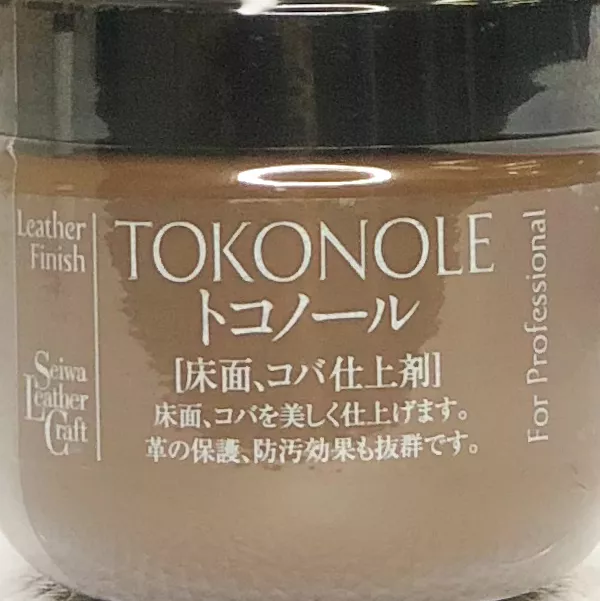 Leather
Finish
Seiwa
Leather
Craft
TOKONOLE
トコノール
[床面、コバ仕上剤]
床面、コバを美しく仕上げます。
革の保護、防汚効果も抜群です。
For Professional